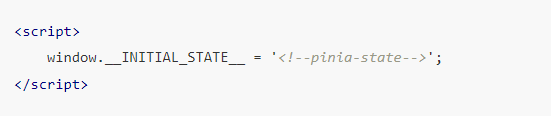 <script>
window.__INITIAL_STATE__ = '<!--pinia-state-->';
</script>